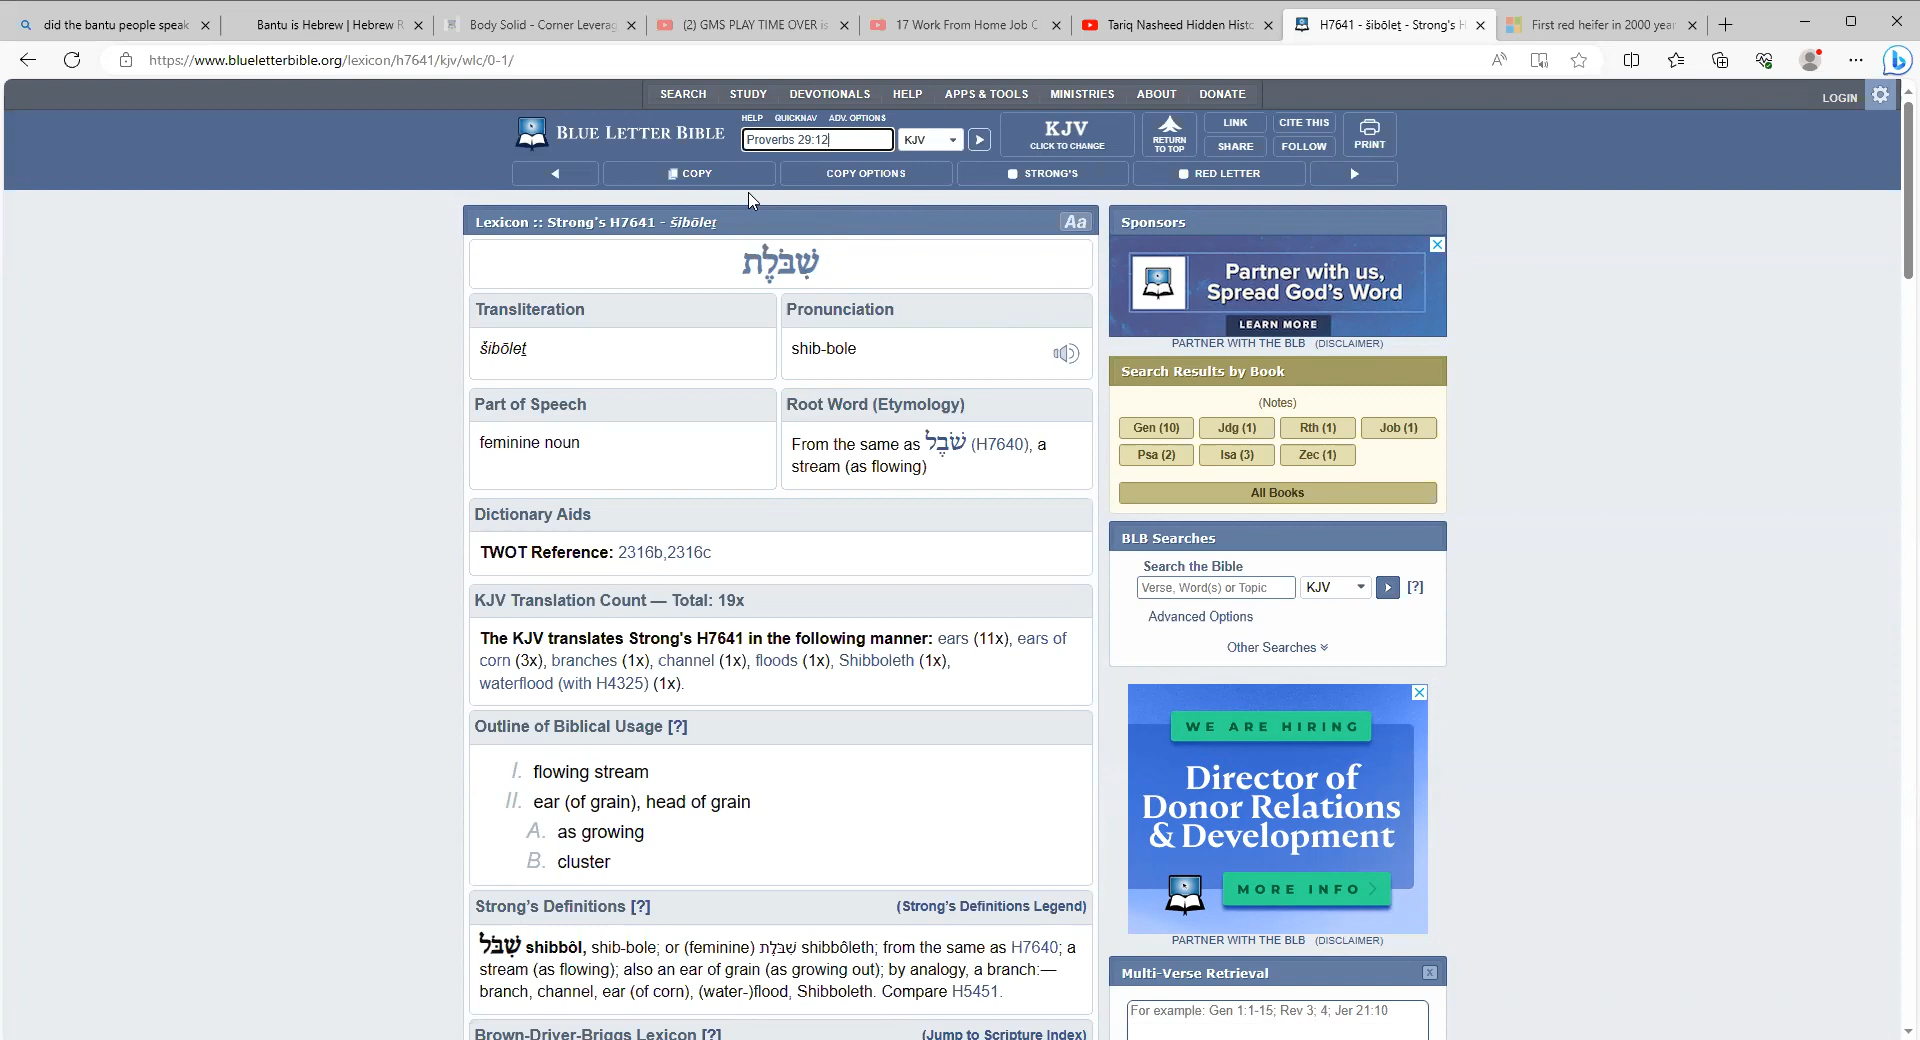 did the bantu people speak
Bantu is Hebrew | Hebrew R
Body Solid - Corner Leverag
(2) GMS PLAY TIME OVER is
17 Work From Home Job C
Tariq Nasheed Hidden Histo
H7641 - šibōleṯ - Strong's H
First red heifer in 2000 year
https://www.blueletterbible.org/lexicon/h7641/kjv/wlc/0-1/
SEARCH STUDY DEVOTIONALS HELP APPS & TOOLS MINISTRIES ABOUT DONATE
LOGIN
BLUE LETTER BIBLE
HELP QUICKNAV ADV. OPTIONS
Proverbs 29:12
KJV
KJV
CLICK TO CHANGE
RETURN
TO TOP
LINK
CITE THIS
SHARE
FOLLOW
PRINT
COPY
COPY OPTIONS
STRONG'S
RED LETTER
Lexicon :: Strong's H7641 - šibōleṯ
Aa
שִׁבֹּלֶת
Transliteration
šibōleṯ
Pronunciation
shib-bole
Part of Speech
feminine noun
Root Word (Etymology)
From the same as שֹׁבֶל (H7640), a
stream (as flowing)
Dictionary Aids
TWOT Reference: 2316b,2316c
KJV Translation Count — Total: 19x
The KJV translates Strong's H7641 in the following manner: ears (11x), ears of
corn (3x), branches (1x), channel (1x), floods (1x), Shibboleth (1x),
waterflood (with H4325) (1x).
Outline of Biblical Usage [?]
I. flowing stream
II. ear (of grain), head of grain
A. as growing
B. cluster
Strong's Definitions [?]
(Strong's Definitions Legend)
שִׁבֹּל shibbôl, shib-bole; or (feminine) שִׁבֹּלֶת shibbôleth; from the same as H7640; a
stream (as flowing); also an ear of grain (as growing out); by analogy, a branch:—
branch, channel, ear (of corn), (water-)flood, Shibboleth. Compare H5451.
Brown-Driver-Briggs Lexicon [?]
(Jump to Scripture Index)
Sponsors
Partner with us,
Spread God's Word
LEARN MORE
PARTNER WITH THE BLB (DISCLAIMER)
Search Results by Book
(Notes)
Gen (10) Jdg (1) Rth (1) Job (1)
Psa (2) Isa (3) Zec (1)
All Books
BLB Searches
Search the Bible
Verse, Word(s) or Topic
KJV
[?]
Advanced Options
Other Searches
WE ARE HIRING
Director of
Donor Relations
& Development
MORE INFO
PARTNER WITH THE BLB (DISCLAIMER)
Multi-Verse Retrieval
x
For example: Gen 1:1-15; Rev 3; 4; Jer 21:10